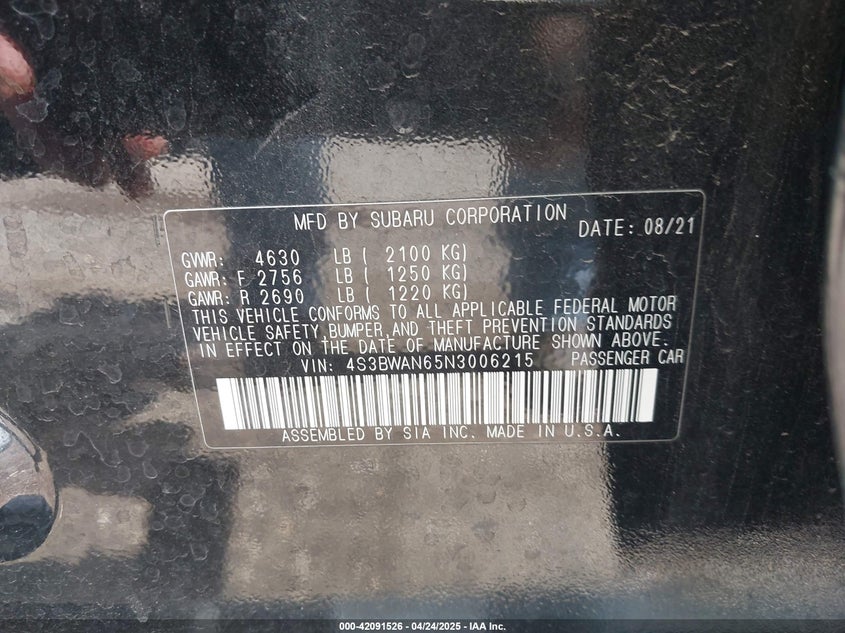 MFD BY SUBARU CORPORATION DATE: 08/21
GVWR: 4630 LB ( 2100 KG)
GAWR: F 2756 LB ( 1250 KG)
GAWR: R 2690 LB ( 1220 KG)
THIS VEHICLE CONFORMS TO ALL APPLICABLE FEDERAL MOTOR
VEHICLE SAFETY,BUMPER,AND THEFT PREVENTION STANDARDS
IN EFFECT ON THE DATE OF MANUFACTURE SHOWN ABOVE.
VIN: 4S3BWAN65N3006215 PASSENGER CAR
ASSEMBLED BY SIA INC. MADE IN U.S.A.
000-42091526 - 04/24/2025 - IAA Inc.